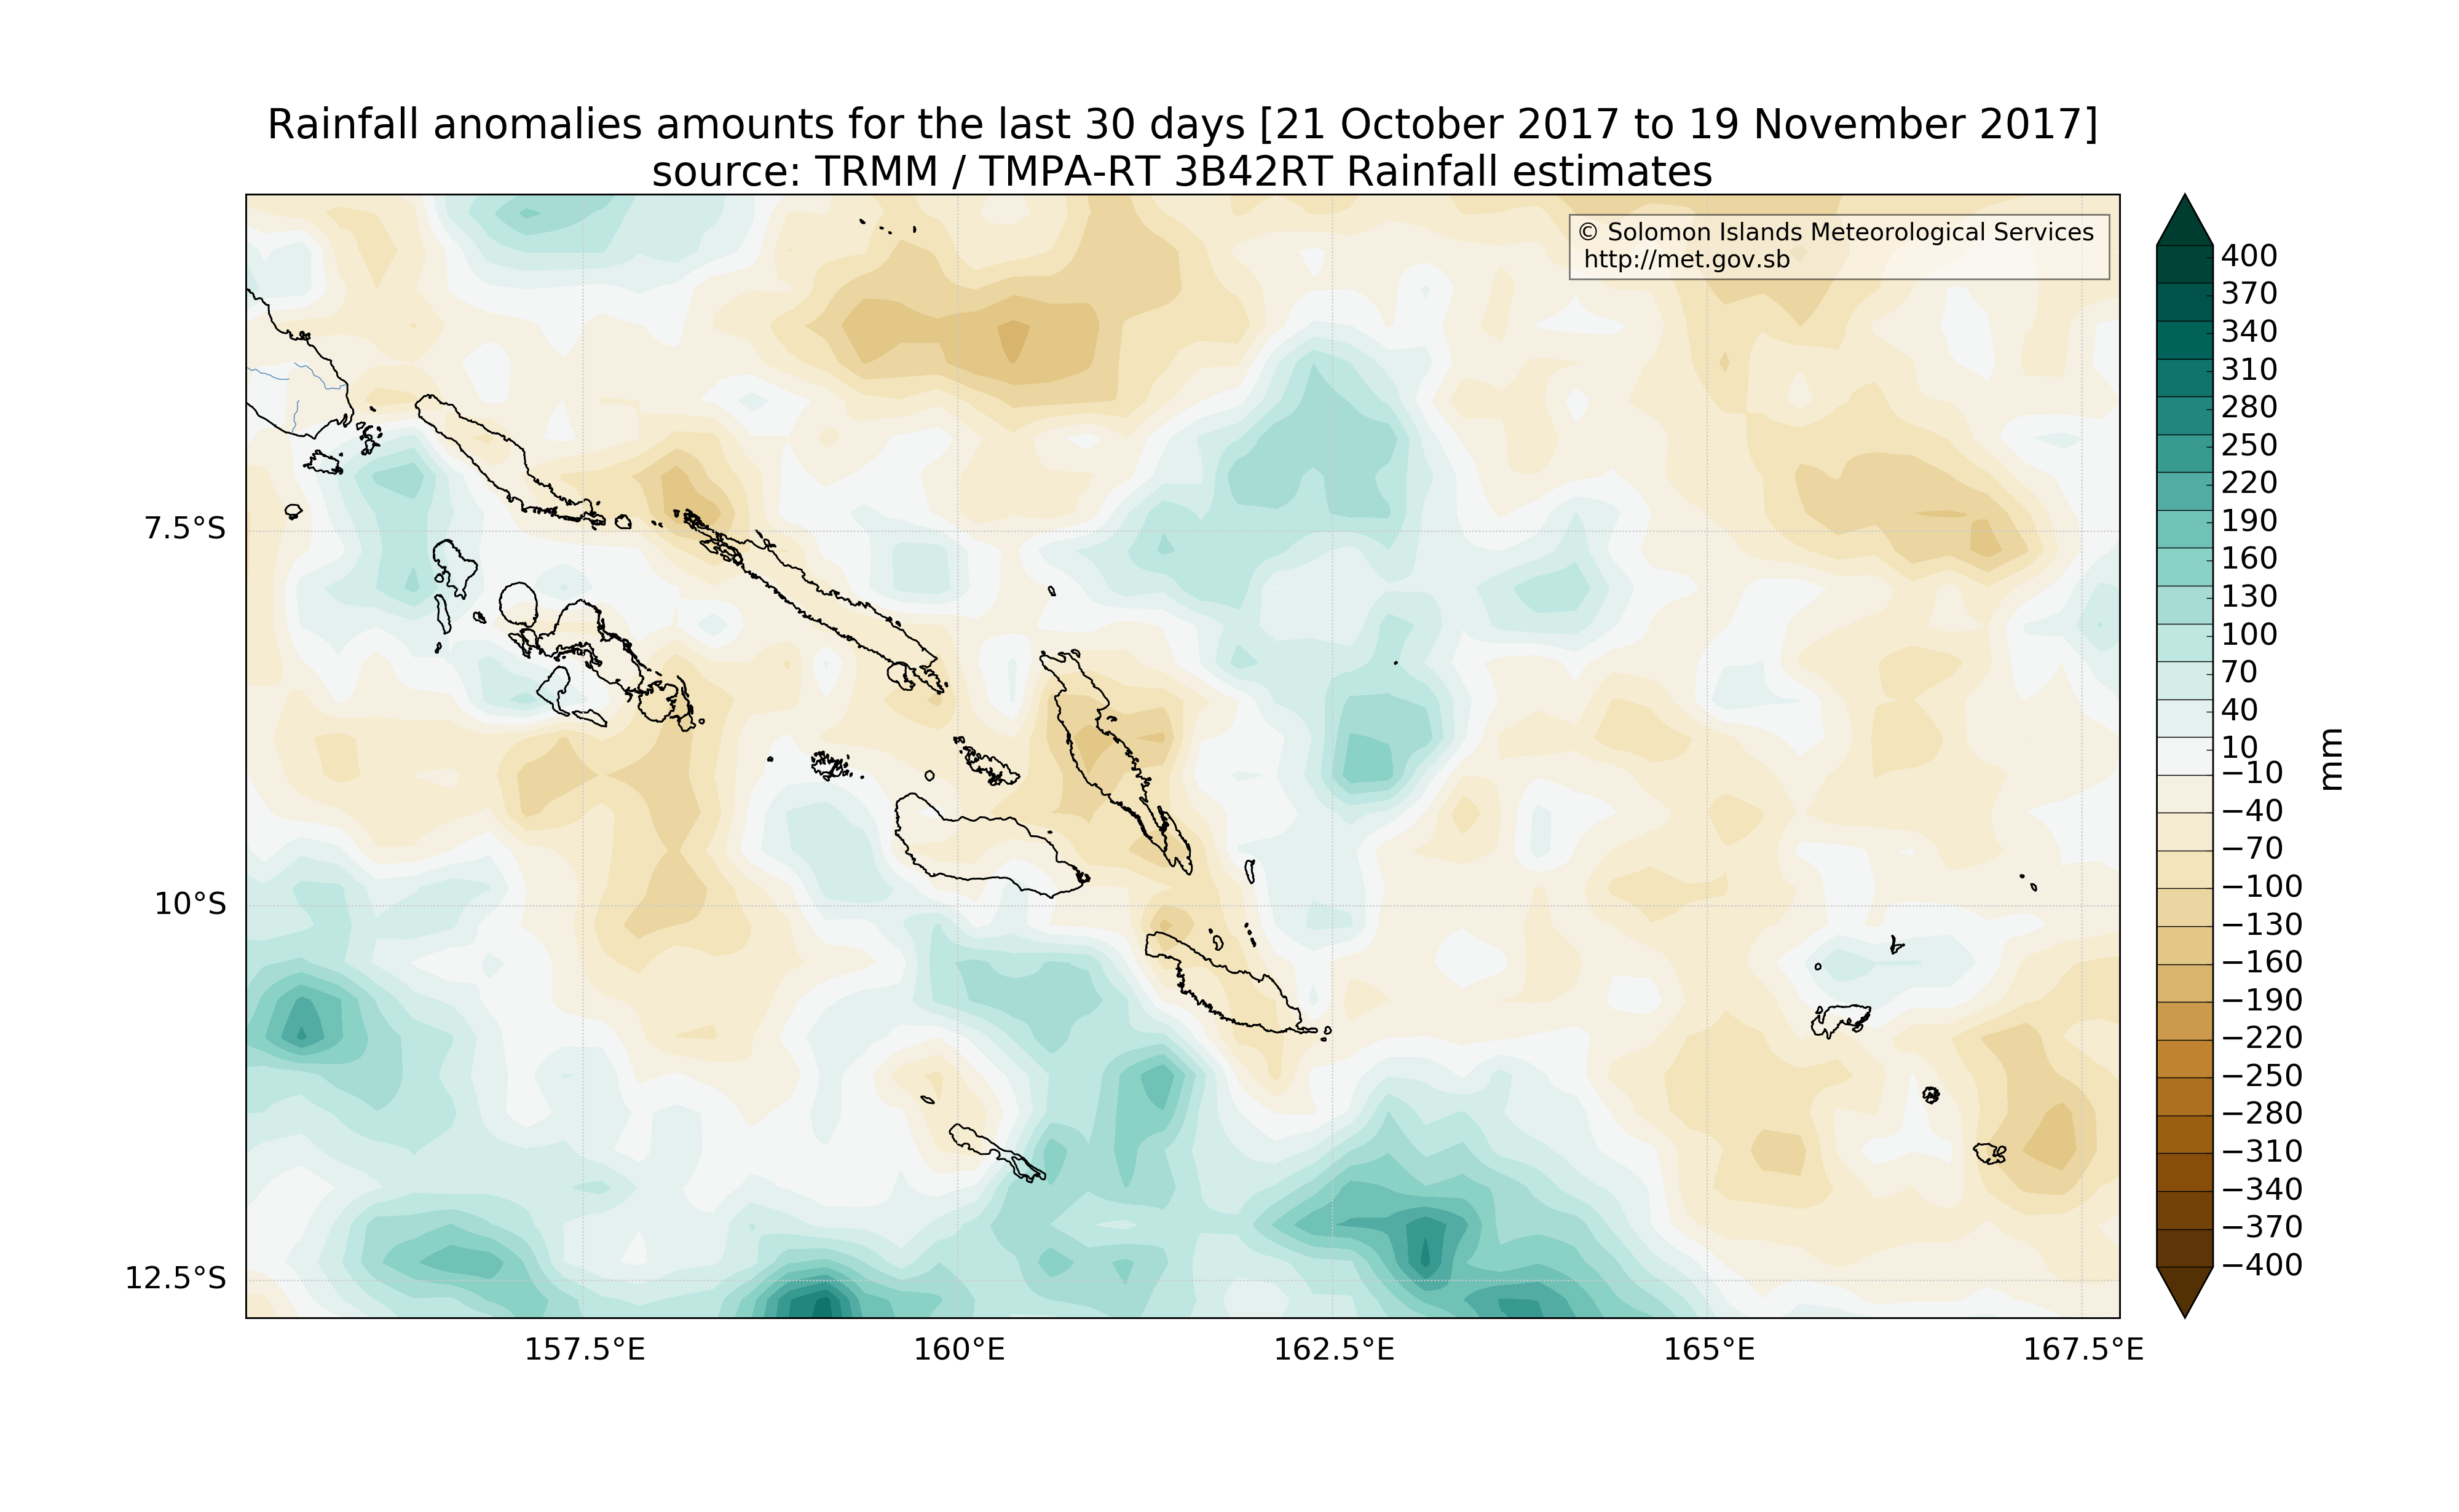 Rainfall anomalies amounts for the last 30 days [21 October 2017 to 19 November 2017]
source: TRMM / TMPA-RT 3B42RT Rainfall estimates
© Solomon Islands Meteorological Services
http://met.gov.sb
7.5°S
10°S
12.5°S
157.5°E
160°E
162.5°E
165°E
167.5°E
400
370
340
310
280
250
220
190
160
130
100
70
40
10
−10
−40
−70
−100
−130
−160
−190
−220
−250
−280
−310
−340
−370
−400
mm